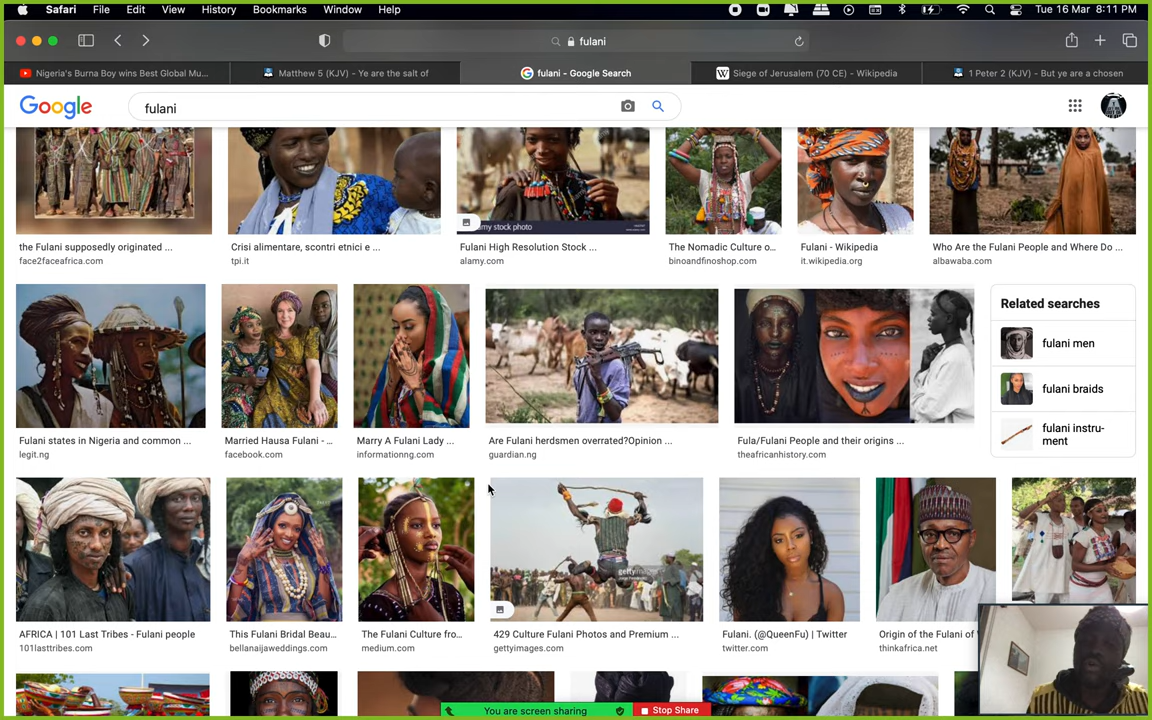 Safari File Edit View History Bookmarks Window Help Tue 16 Mar 8:11 PM
fulani
Nigeria's Burna Boy wins Best Global Mu... Matthew 5 (KJV) - Ye are the salt of fulani - Google Search Siege of Jerusalem (70 CE) - Wikipedia 1 Peter 2 (KJV) - But ye are a chosen
Google fulani
stock photo
the Fulani supposedly originated ... Crisi alimentare, scontri etnici e ... Fulani High Resolution Stock ... The Nomadic Culture o... Fulani - Wikipedia Who Are the Fulani People and Where Do ...
face2faceafrica.com tpi.it alamy.com binoandfinoshop.com it.wikipedia.org albawaba.com
Related searches
fulani men
fulani braids
fulani instru-
ment
Fulani states in Nigeria and common ... Married Hausa Fulani - ... Marry A Fulani Lady ... Are Fulani herdsmen overrated?Opinion ... Fula/Fulani People and their origins ...
legit.ng facebook.com informationng.com guardian.ng theafricanhistory.com
gettyimages
AFRICA | 101 Last Tribes - Fulani people This Fulani Bridal Beau... The Fulani Culture fro... 429 Culture Fulani Photos and Premium ... Fulani. (@QueenFu) | Twitter Origin of the Fulani of
101lasttribes.com bellanaijaweddings.com medium.com gettyimages.com twitter.com thinkafrica.net
You are screen sharing Stop Share